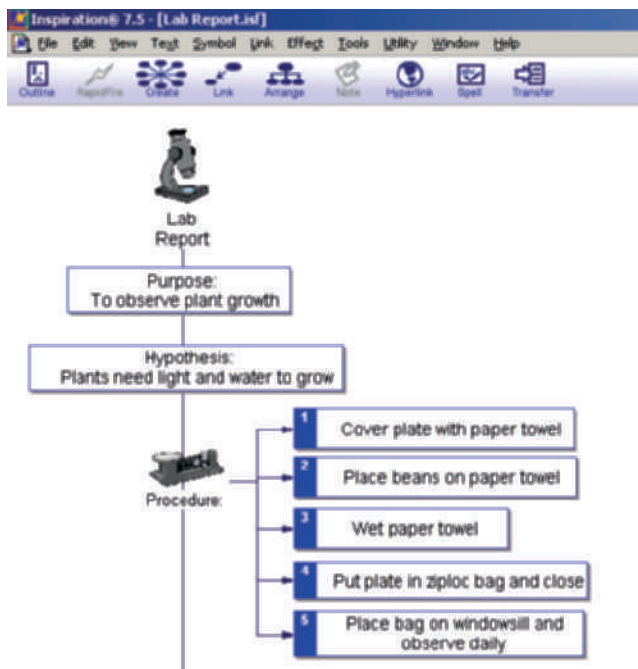 Inspiration® 7.5 - [Lab Report.isf]
File Edit View Text Symbol Link Effect Tools Utility Window Help
Outline RapidFire Create Link Arrange Note Hyperlink Spell Transfer
Lab
Report
Purpose:
To observe plant growth
Hypothesis:
Plants need light and water to grow
Procedure:
1 Cover plate with paper towel
2 Place beans on paper towel
3 Wet paper towel
4 Put plate in ziploc bag and close
5 Place bag on windowsill and
observe daily